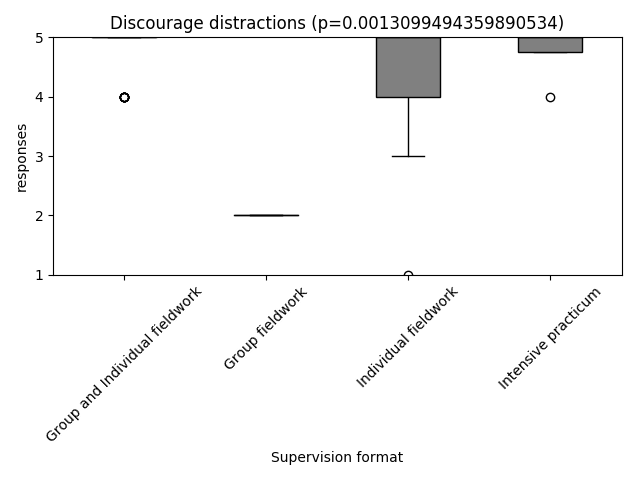 Discourage distractions (p=0.0013099494359890534)
5
4
3
2
1
responses
Group and Individual fieldwork
Group fieldwork
Individual fieldwork
Intensive practicum
Supervision format